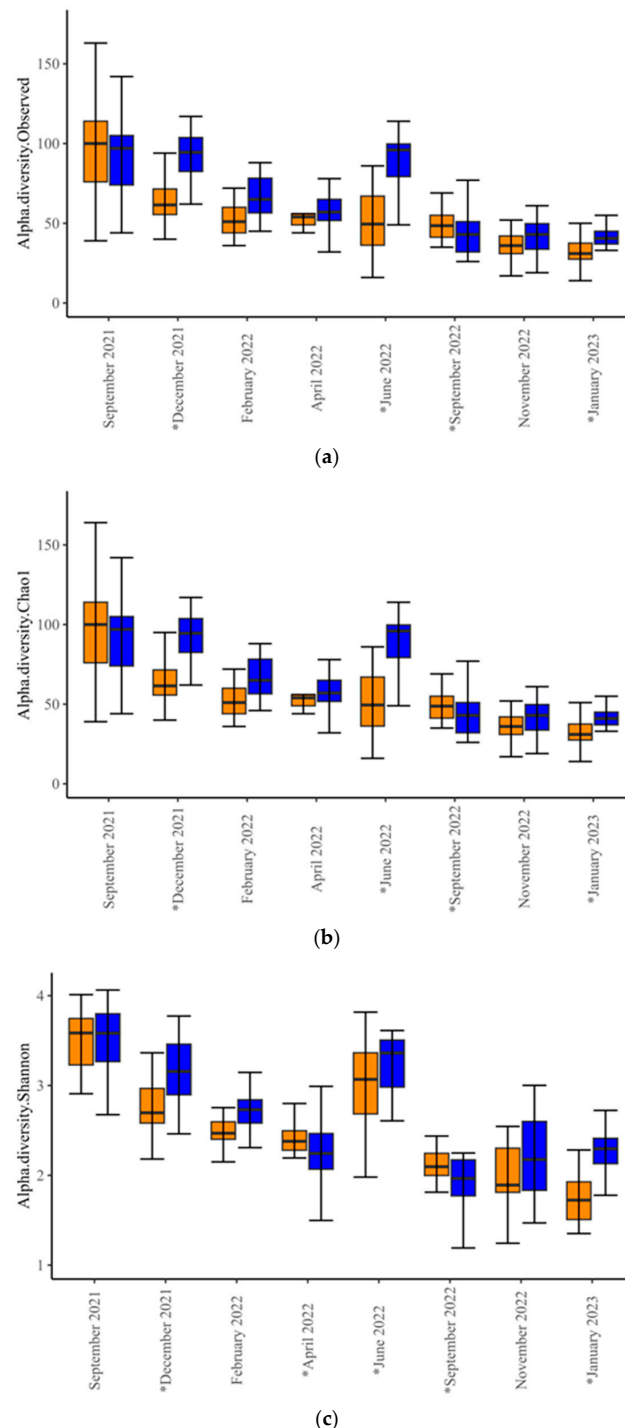 Alpha.diversity.Observed
150
100
50
0
September 2021
*December 2021
February 2022
April 2022
*June 2022
*September 2022
November 2022
*January 2023
(a)
Alpha.diversity.Chao1
150
100
50
0
September 2021
*December 2021
February 2022
April 2022
*June 2022
*September 2022
November 2022
*January 2023
(b)
Alpha.diversity.Shannon
4
3
2
1
September 2021
*December 2021
February 2022
*April 2022
*June 2022
*September 2022
November 2022
*January 2023
(c)